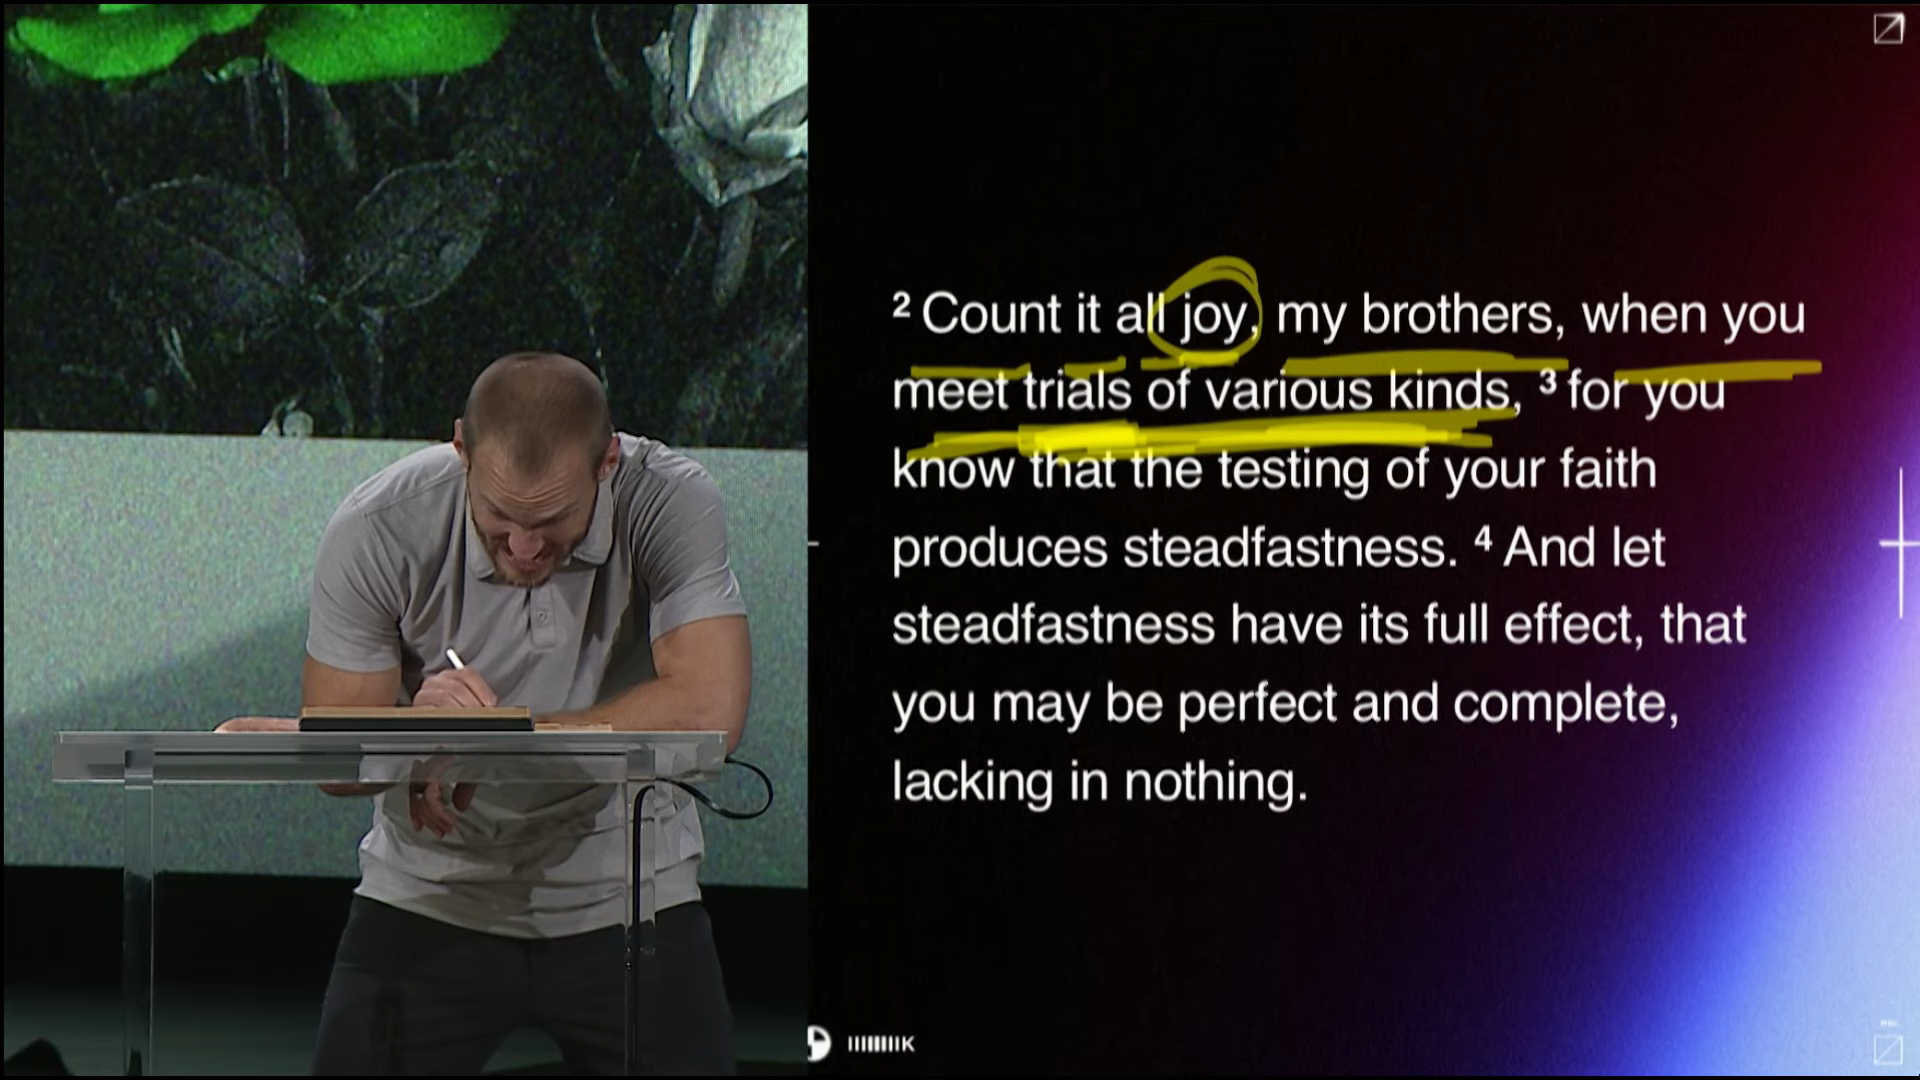 ² Count it all joy, my brothers, when you
meet trials of various kinds, ³ for you
know that the testing of your faith
produces steadfastness. ⁴ And let
steadfastness have its full effect, that
you may be perfect and complete,
lacking in nothing.